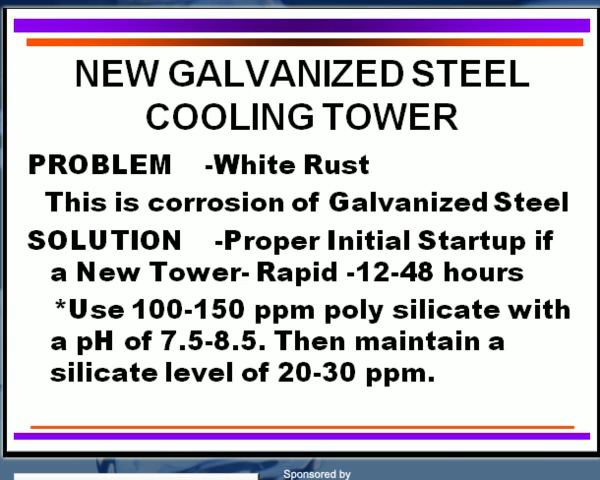 NEW GALVANIZED STEEL
COOLING TOWER
PROBLEM -White Rust
This is corrosion of Galvanized Steel
SOLUTION -Proper Initial Startup if
a New Tower- Rapid -12-48 hours
*Use 100-150 ppm poly silicate with
a pH of 7.5-8.5. Then maintain a
silicate level of 20-30 ppm.
Sponsored by